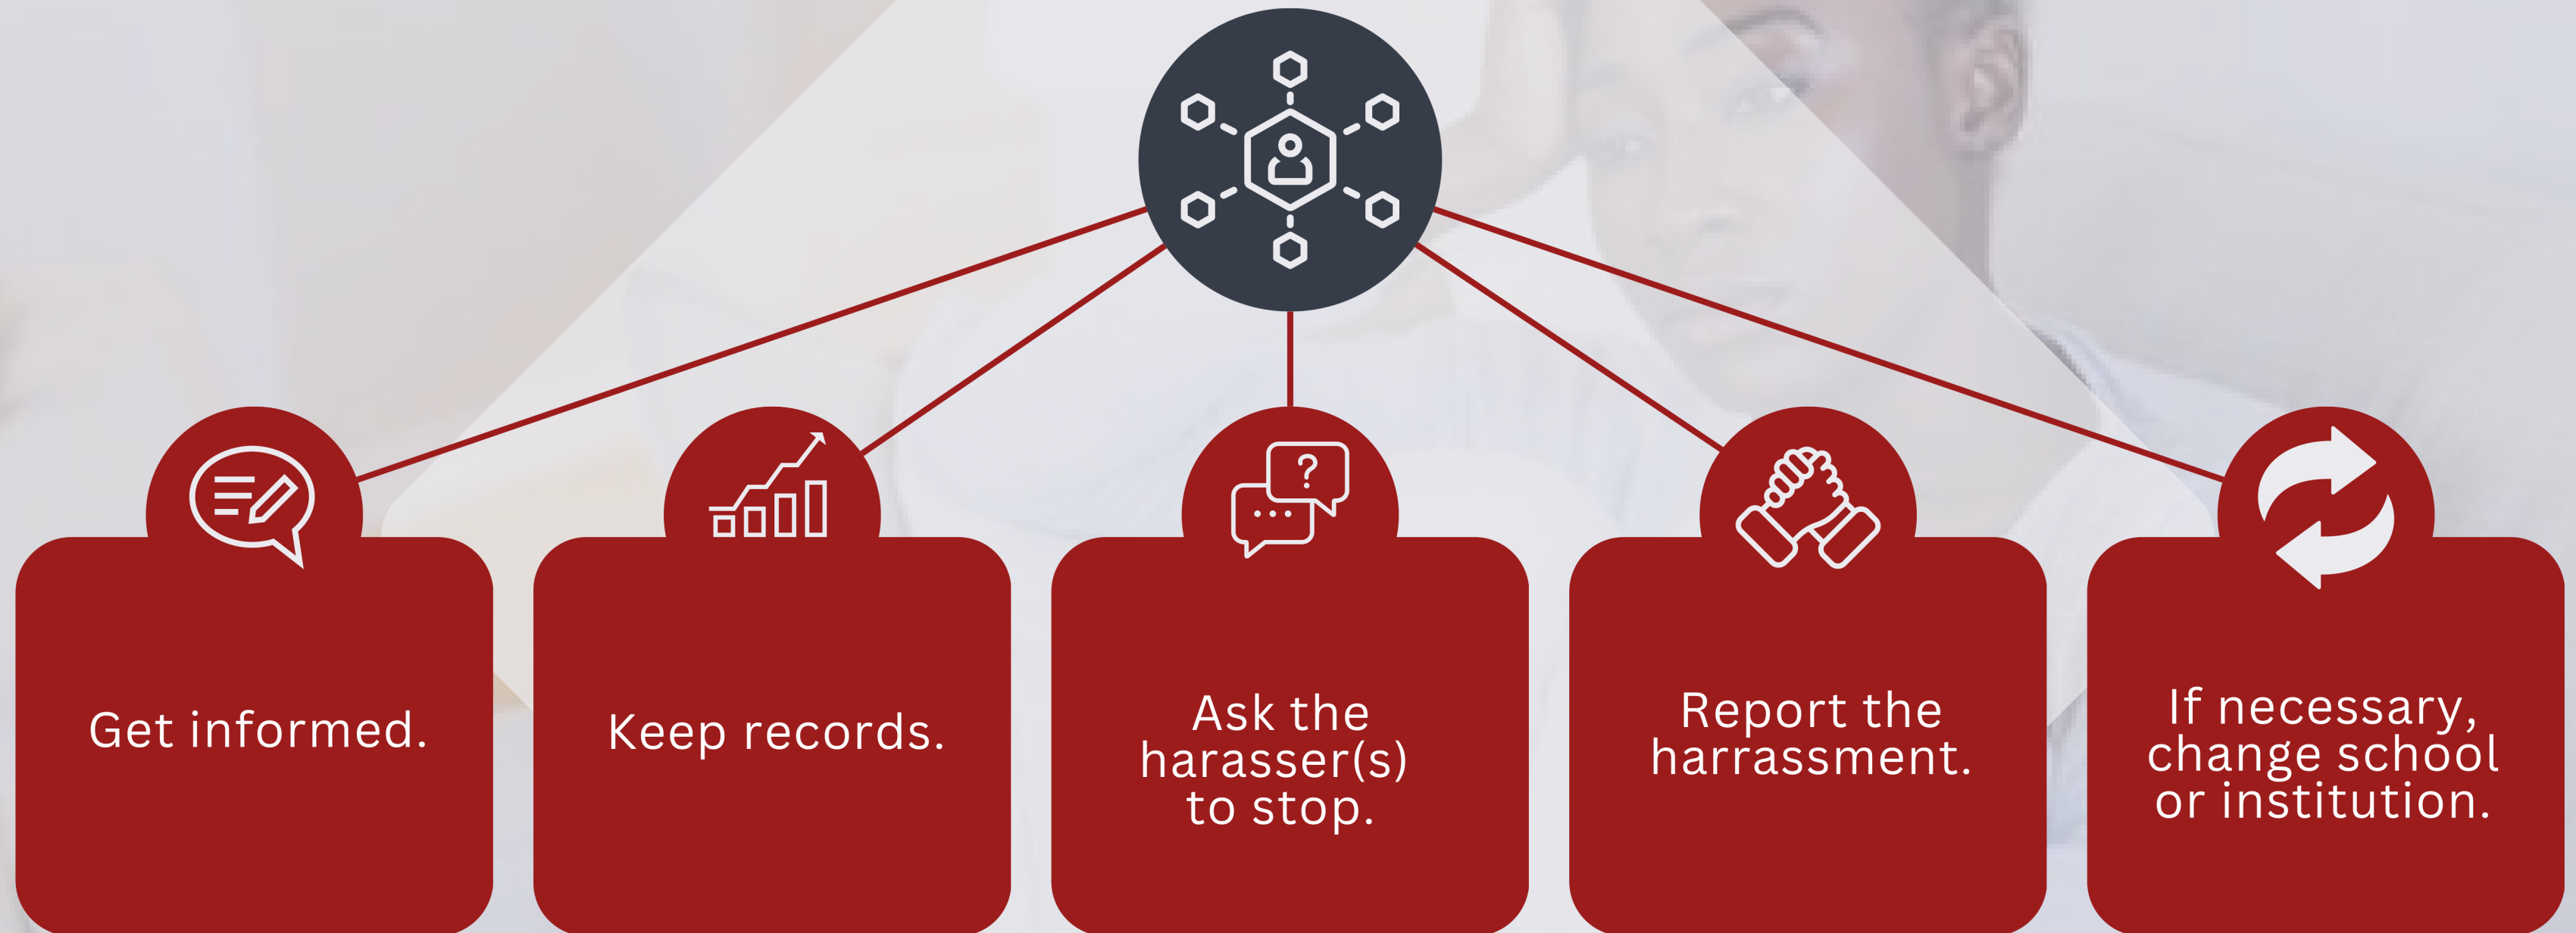 Get informed.
Keep records.
Ask the
harasser(s)
to stop.
Report the
harrassment.
If necessary,
change school
or institution.
?